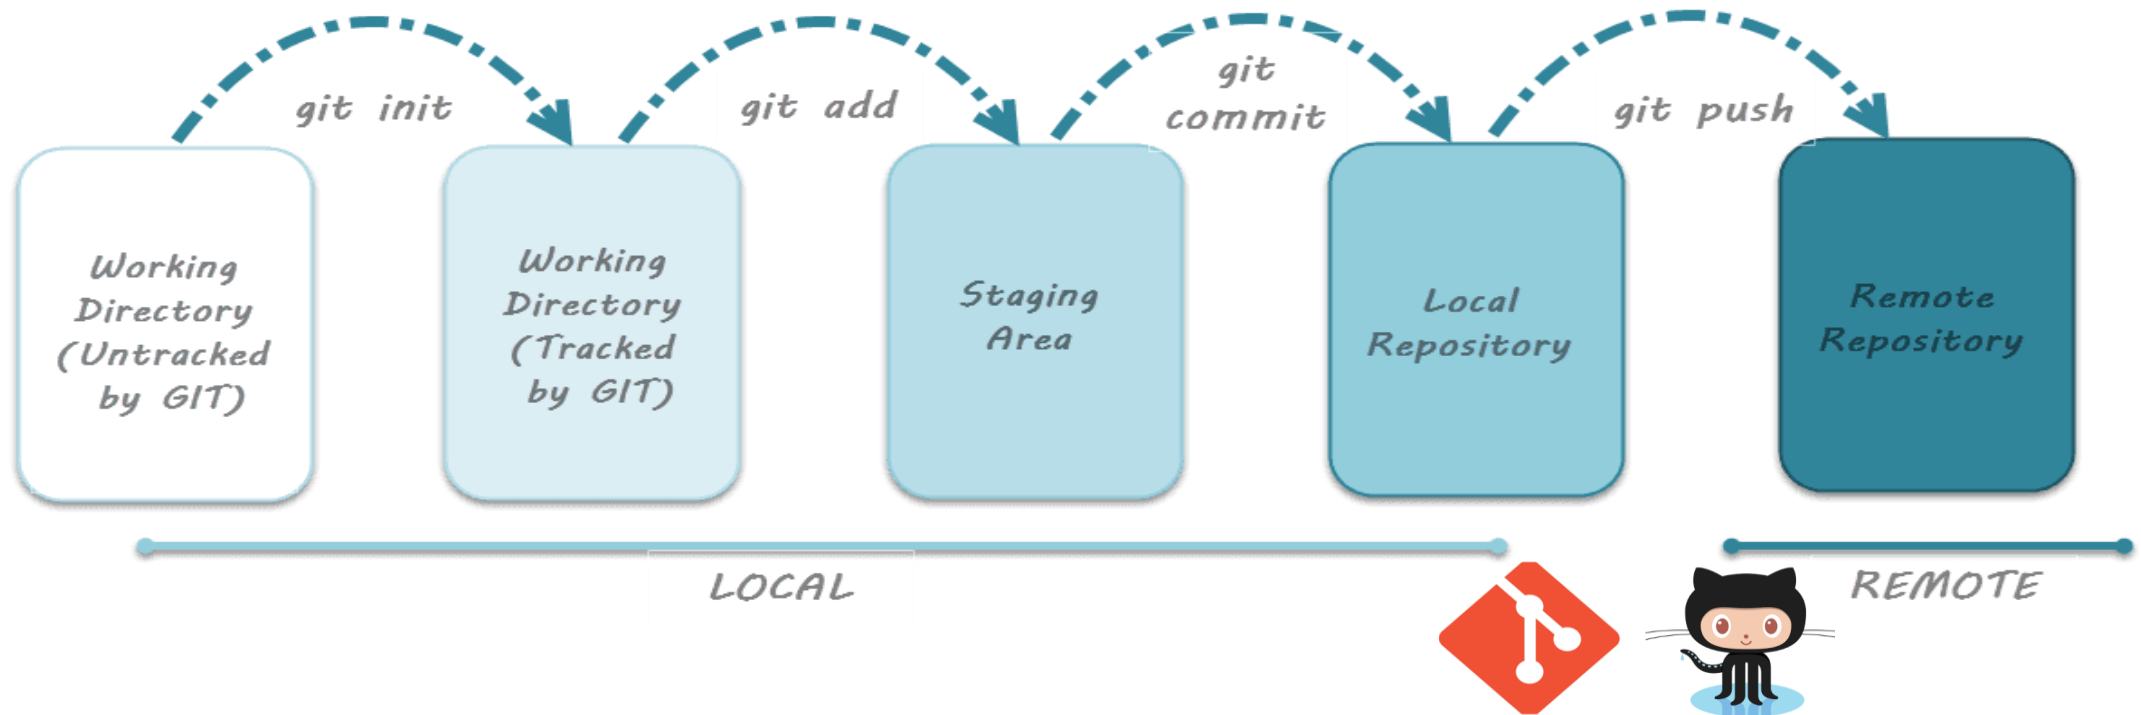 git init
git add
git
commit
git push
Working
Directory
(Untracked
by GIT)
Working
Directory
(Tracked
by GIT)
Staging
Area
Local
Repository
Remote
Repository
LOCAL
REMOTE